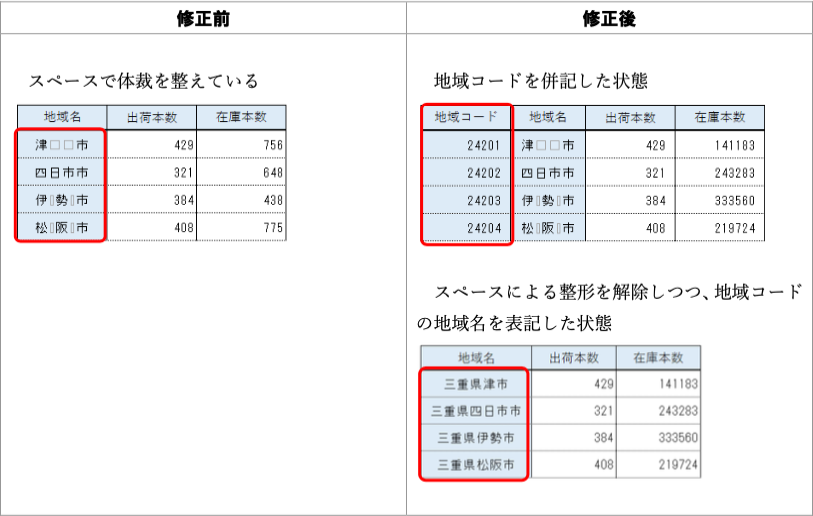 修正前 修正後
スペースで体裁を整えている
地域名 出荷本数 在庫本数
津□□市 429 756
四日市市 321 648
伊▯勢▯市 384 438
松▯阪▯市 408 775
地域コードを併記した状態
地域コード 地域名 出荷本数 在庫本数
24201 津□□市 429 141183
24202 四日市市 321 243283
24203 伊▯勢▯市 384 333560
24204 松▯阪▯市 408 219724
スペースによる整形を解除しつつ、地域コード
の地域名を表記した状態
地域名 出荷本数 在庫本数
三重県津市 429 141183
三重県四日市市 321 243283
三重県伊勢市 384 333560
三重県松阪市 408 219724